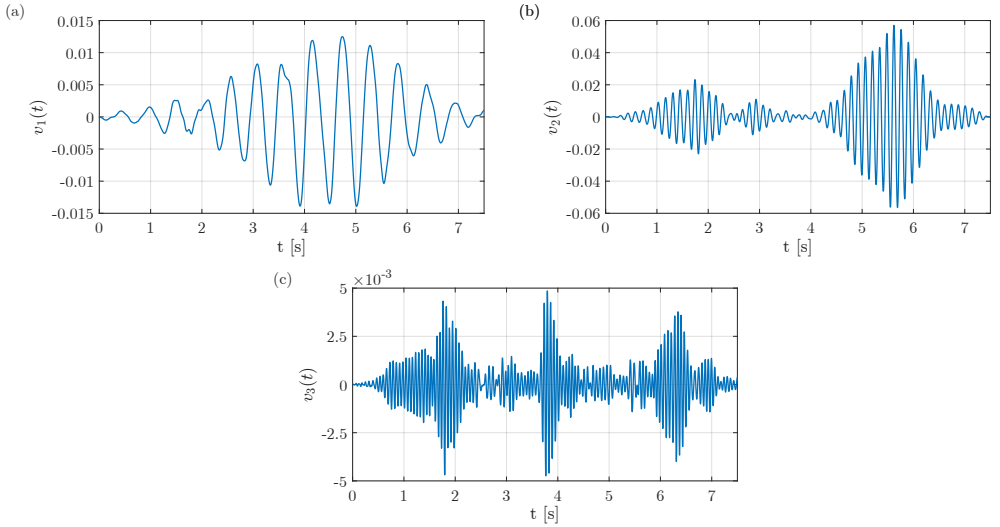 (a)
0.015
0.01
0.005
0
-0.005
-0.01
-0.015
v₁(t)
0 1 2 3 4 5 6 7
t [s]
(b)
0.06
0.04
0.02
0
-0.02
-0.04
-0.06
v₂(t)
0 1 2 3 4 5 6 7
t [s]
(c)
×10⁻³
5
2.5
0
-2.5
-5
v₃(t)
0 1 2 3 4 5 6 7
t [s]